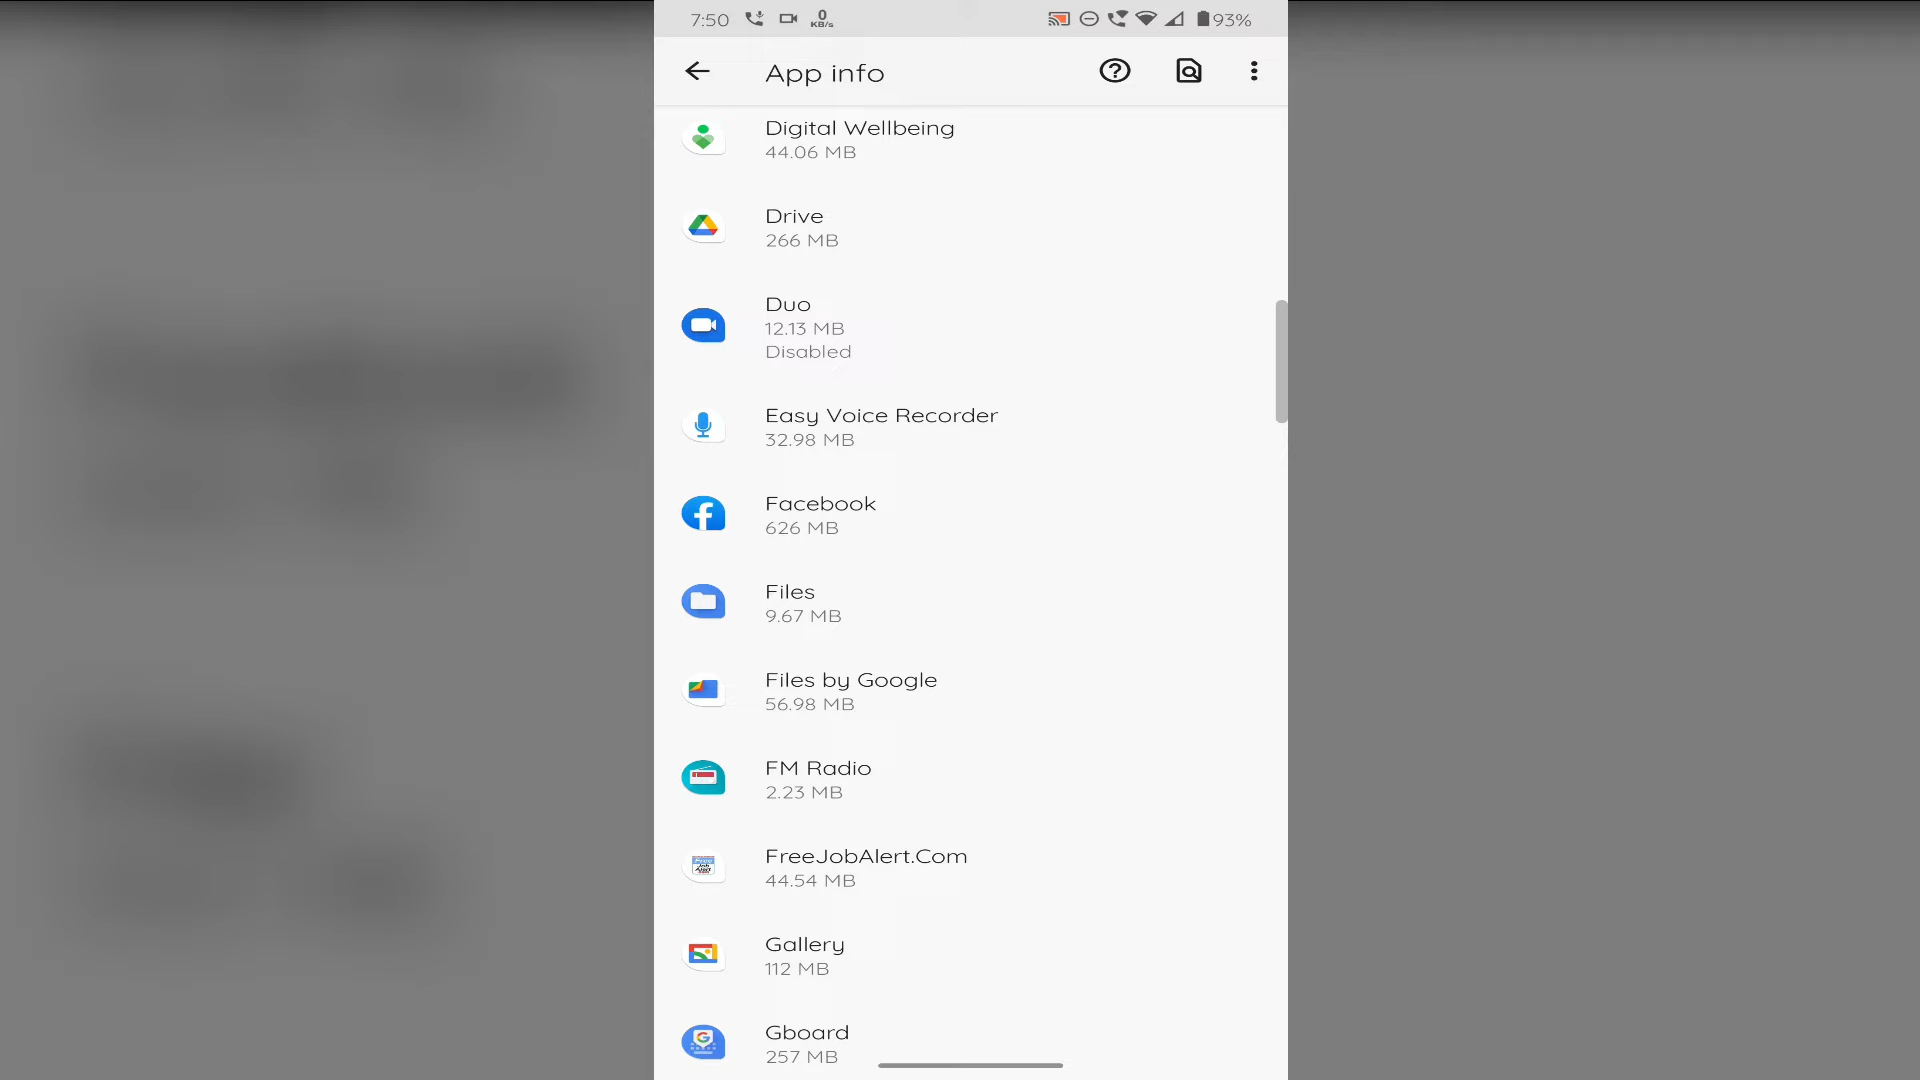 7:50 0 KB/s 93%
App info
Digital Wellbeing
44.06 MB
Drive
266 MB
Duo
12.13 MB
Disabled
Easy Voice Recorder
32.98 MB
Facebook
626 MB
Files
9.67 MB
Files by Google
56.98 MB
FM Radio
2.23 MB
FreeJobAlert.Com
44.54 MB
Gallery
112 MB
Gboard
257 MB